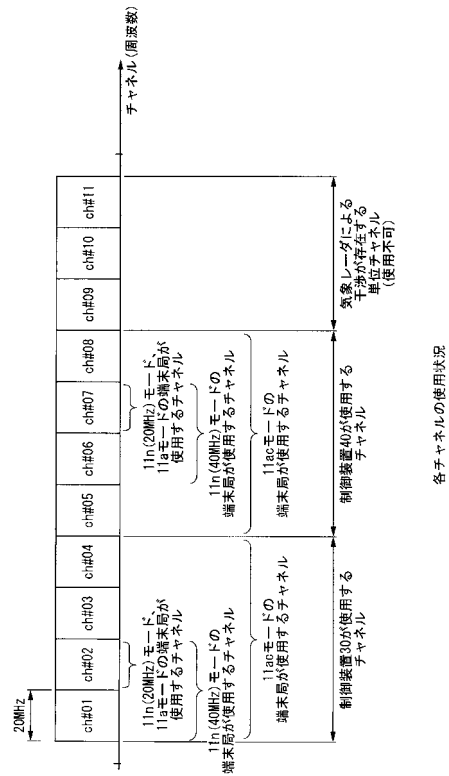 20MHz
ch#01
ch#02
ch#03
ch#04
ch#05
ch#06
ch#07
ch#08
ch#09
ch#10
ch#11
チャネル(周波数)
11n(20MHz)モード、
11aモードの端末局が
使用するチャネル
11n(40MHz)モードの
端末局が使用するチャネル
11acモードの
端末局が使用するチャネル
制御装置30が使用する
チャネル
11n(20MHz)モード、
11aモードの端末局が
使用するチャネル
11n(40MHz)モードの
端末局が使用するチャネル
11acモードの
端末局が使用するチャネル
制御装置40が使用する
チャネル
気象レーダによる
干渉が存在する
単位チャネル
(使用不可)
各チャネルの使用状況